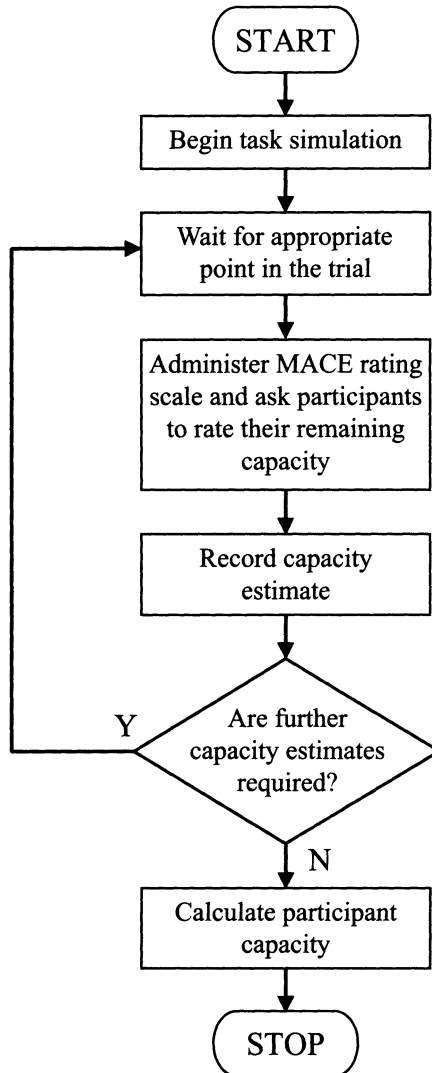 START
Begin task simulation
Wait for appropriate
point in the trial
Administer MACE rating
scale and ask participants
to rate their remaining
capacity
Record capacity
estimate
Y
Are further
capacity estimates
required?
N
Calculate participant
capacity
STOP